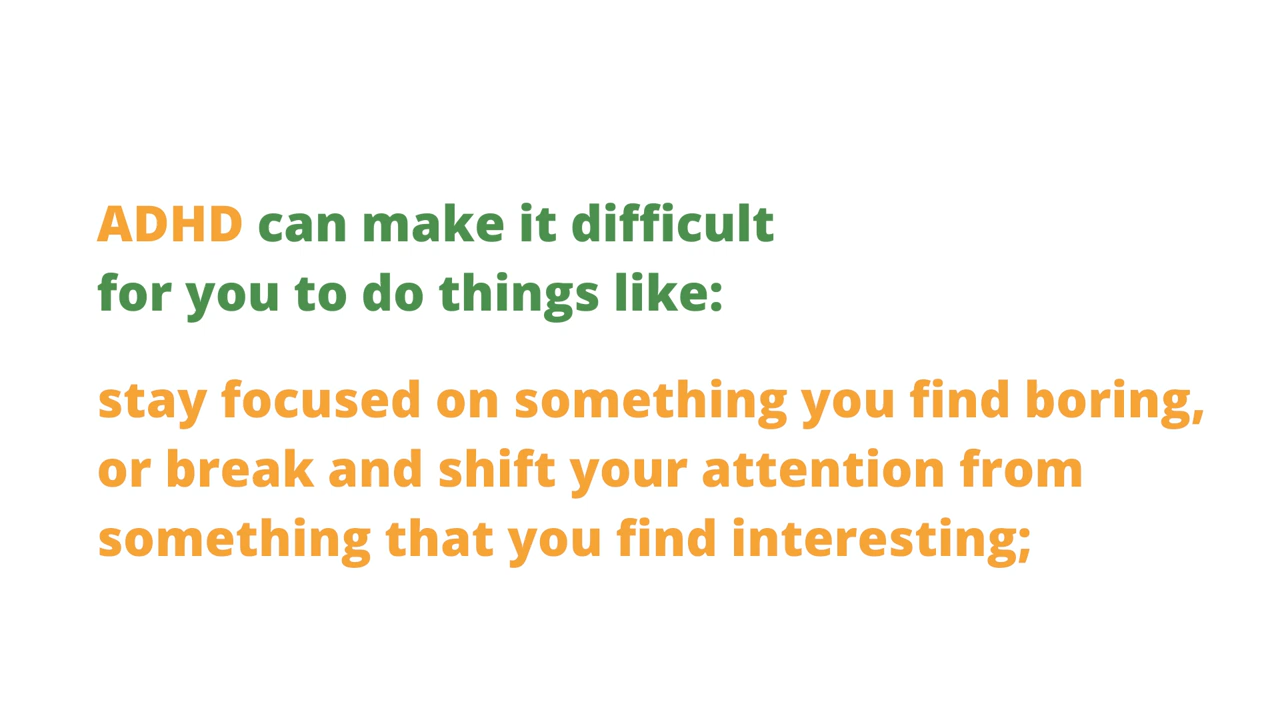 ADHD can make it difficult
for you to do things like:
stay focused on something you find boring,
or break and shift your attention from
something that you find interesting;